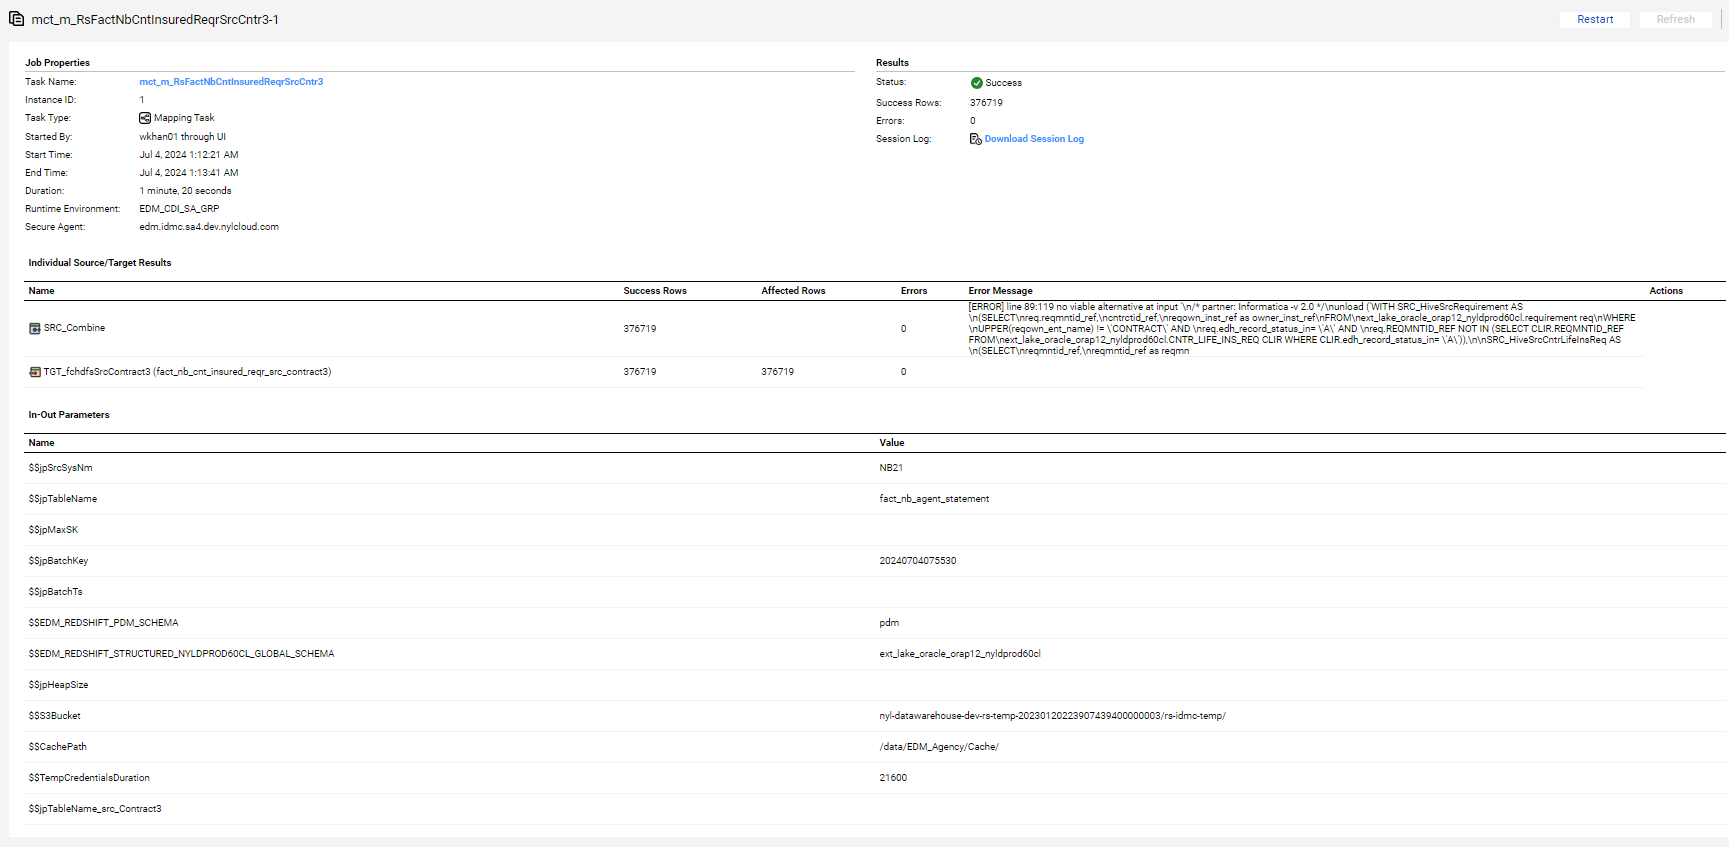 mct_m_RsFactNbCntInsuredReqrSrcCntr3-1
Restart
Refresh
Job Properties
Task Name: mct_m_RsFactNbCntInsuredReqrSrcCntr3
Instance ID: 1
Task Type: Mapping Task
Started By: wkhan01 through UI
Start Time: Jul 4, 2024 1:12:21 AM
End Time: Jul 4, 2024 1:13:41 AM
Duration: 1 minute, 20 seconds
Runtime Environment: EDM_CDI_SA_GRP
Secure Agent: edm.idmc.sa4.dev.nylcloud.com
Results
Status: Success
Success Rows: 376719
Errors: 0
Session Log: Download Session Log
Individual Source/Target Results
Name Success Rows Affected Rows Errors Error Message Actions
SRC_Combine 376719 0
[ERROR] line 89:119 no viable alternative at input '\n/* partner: Informatica -v 2.0 */\nunload ('WITH SRC_HiveSrcRequirement AS
\n(SELECT\nreq.reqmntid_ref,\ncntrctid_ref,\nreqown_inst_ref as owner_inst_ref\nFROM\next_lake_oracle_orap12_nyldprod60cl.requirement req\nWHERE
\nUPPER(reqown_ent_name) != \'CONTRACT\' AND \nreq.edh_record_status_in= \'A\' AND \nreq.REQMNTID_REF NOT IN (SELECT CLIR.REQMNTID_REF
FROM\next_lake_oracle_orap12_nyldprod60cl.CNTR_LIFE_INS_REQ CLIR WHERE CLIR.edh_record_status_in= \'A\')),\n\nSRC_HiveSrcCntrLifeInsReq AS
\n(SELECT\nreqmntid_ref,\nreqmntid_ref as reqmn
TGT_fchdfsSrcContract3 (fact_nb_cnt_insured_reqr_src_contract3) 376719 376719 0
In-Out Parameters
Name Value
$$jpSrcSysNm NB21
$$jpTableName fact_nb_agent_statement
$$jpMaxSK
$$jpBatchKey 20240704075530
$$jpBatchTs
$$EDM_REDSHIFT_PDM_SCHEMA pdm
$$EDM_REDSHIFT_STRUCTURED_NYLDPROD60CL_GLOBAL_SCHEMA ext_lake_oracle_orap12_nyldprod60cl
$$jpHeapSize
$$S3Bucket nyl-datawarehouse-dev-rs-temp-20230120223907439400000003/rs-idmc-temp/
$$CachePath /data/EDM_Agency/Cache/
$$TempCredentialsDuration 21600
$$jpTableName_src_Contract3